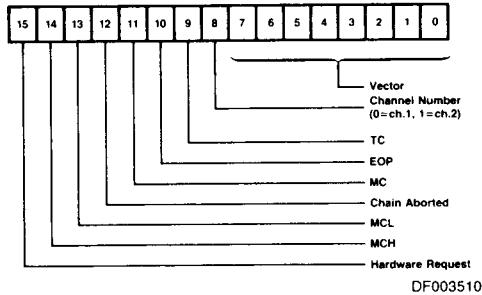 15 14 13 12 11 10 9 8 7 6 5 4 3 2 1 0
Vector
Channel Number
(0=ch.1, 1=ch.2)
TC
EOP
MC
Chain Aborted
MCL
MCH
Hardware Request
DF003510